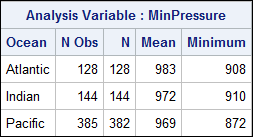 Analysis Variable : MinPressure
Ocean N Obs N Mean Minimum
Atlantic 128 128 983 908
Indian 144 144 972 910
Pacific 385 382 969 872